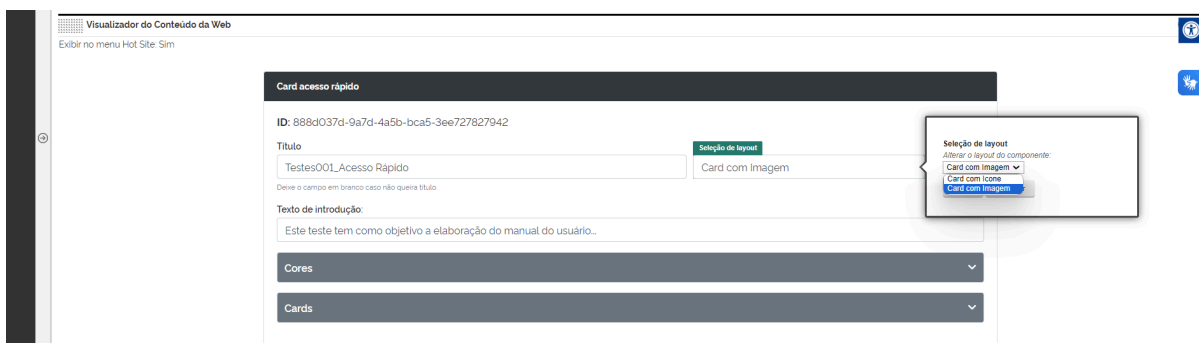 Visualizador do Conteúdo da Web
Exibir no menu Hot Site: Sim
Card acesso rápido
ID: 888d037d-9a7d-4a5b-bca5-3ee727827942
Título
Testes001_Acesso Rápido
Deixe o campo em branco caso não queira título.
Seleção de layout
Card com Imagem
Seleção de layout
Alterar o layout do componente:
Card com Imagem
Card com Icone
Card com Imagem
Texto de introdução:
Este teste tem como objetivo a elaboração do manual do usuário...
Cores
Cards